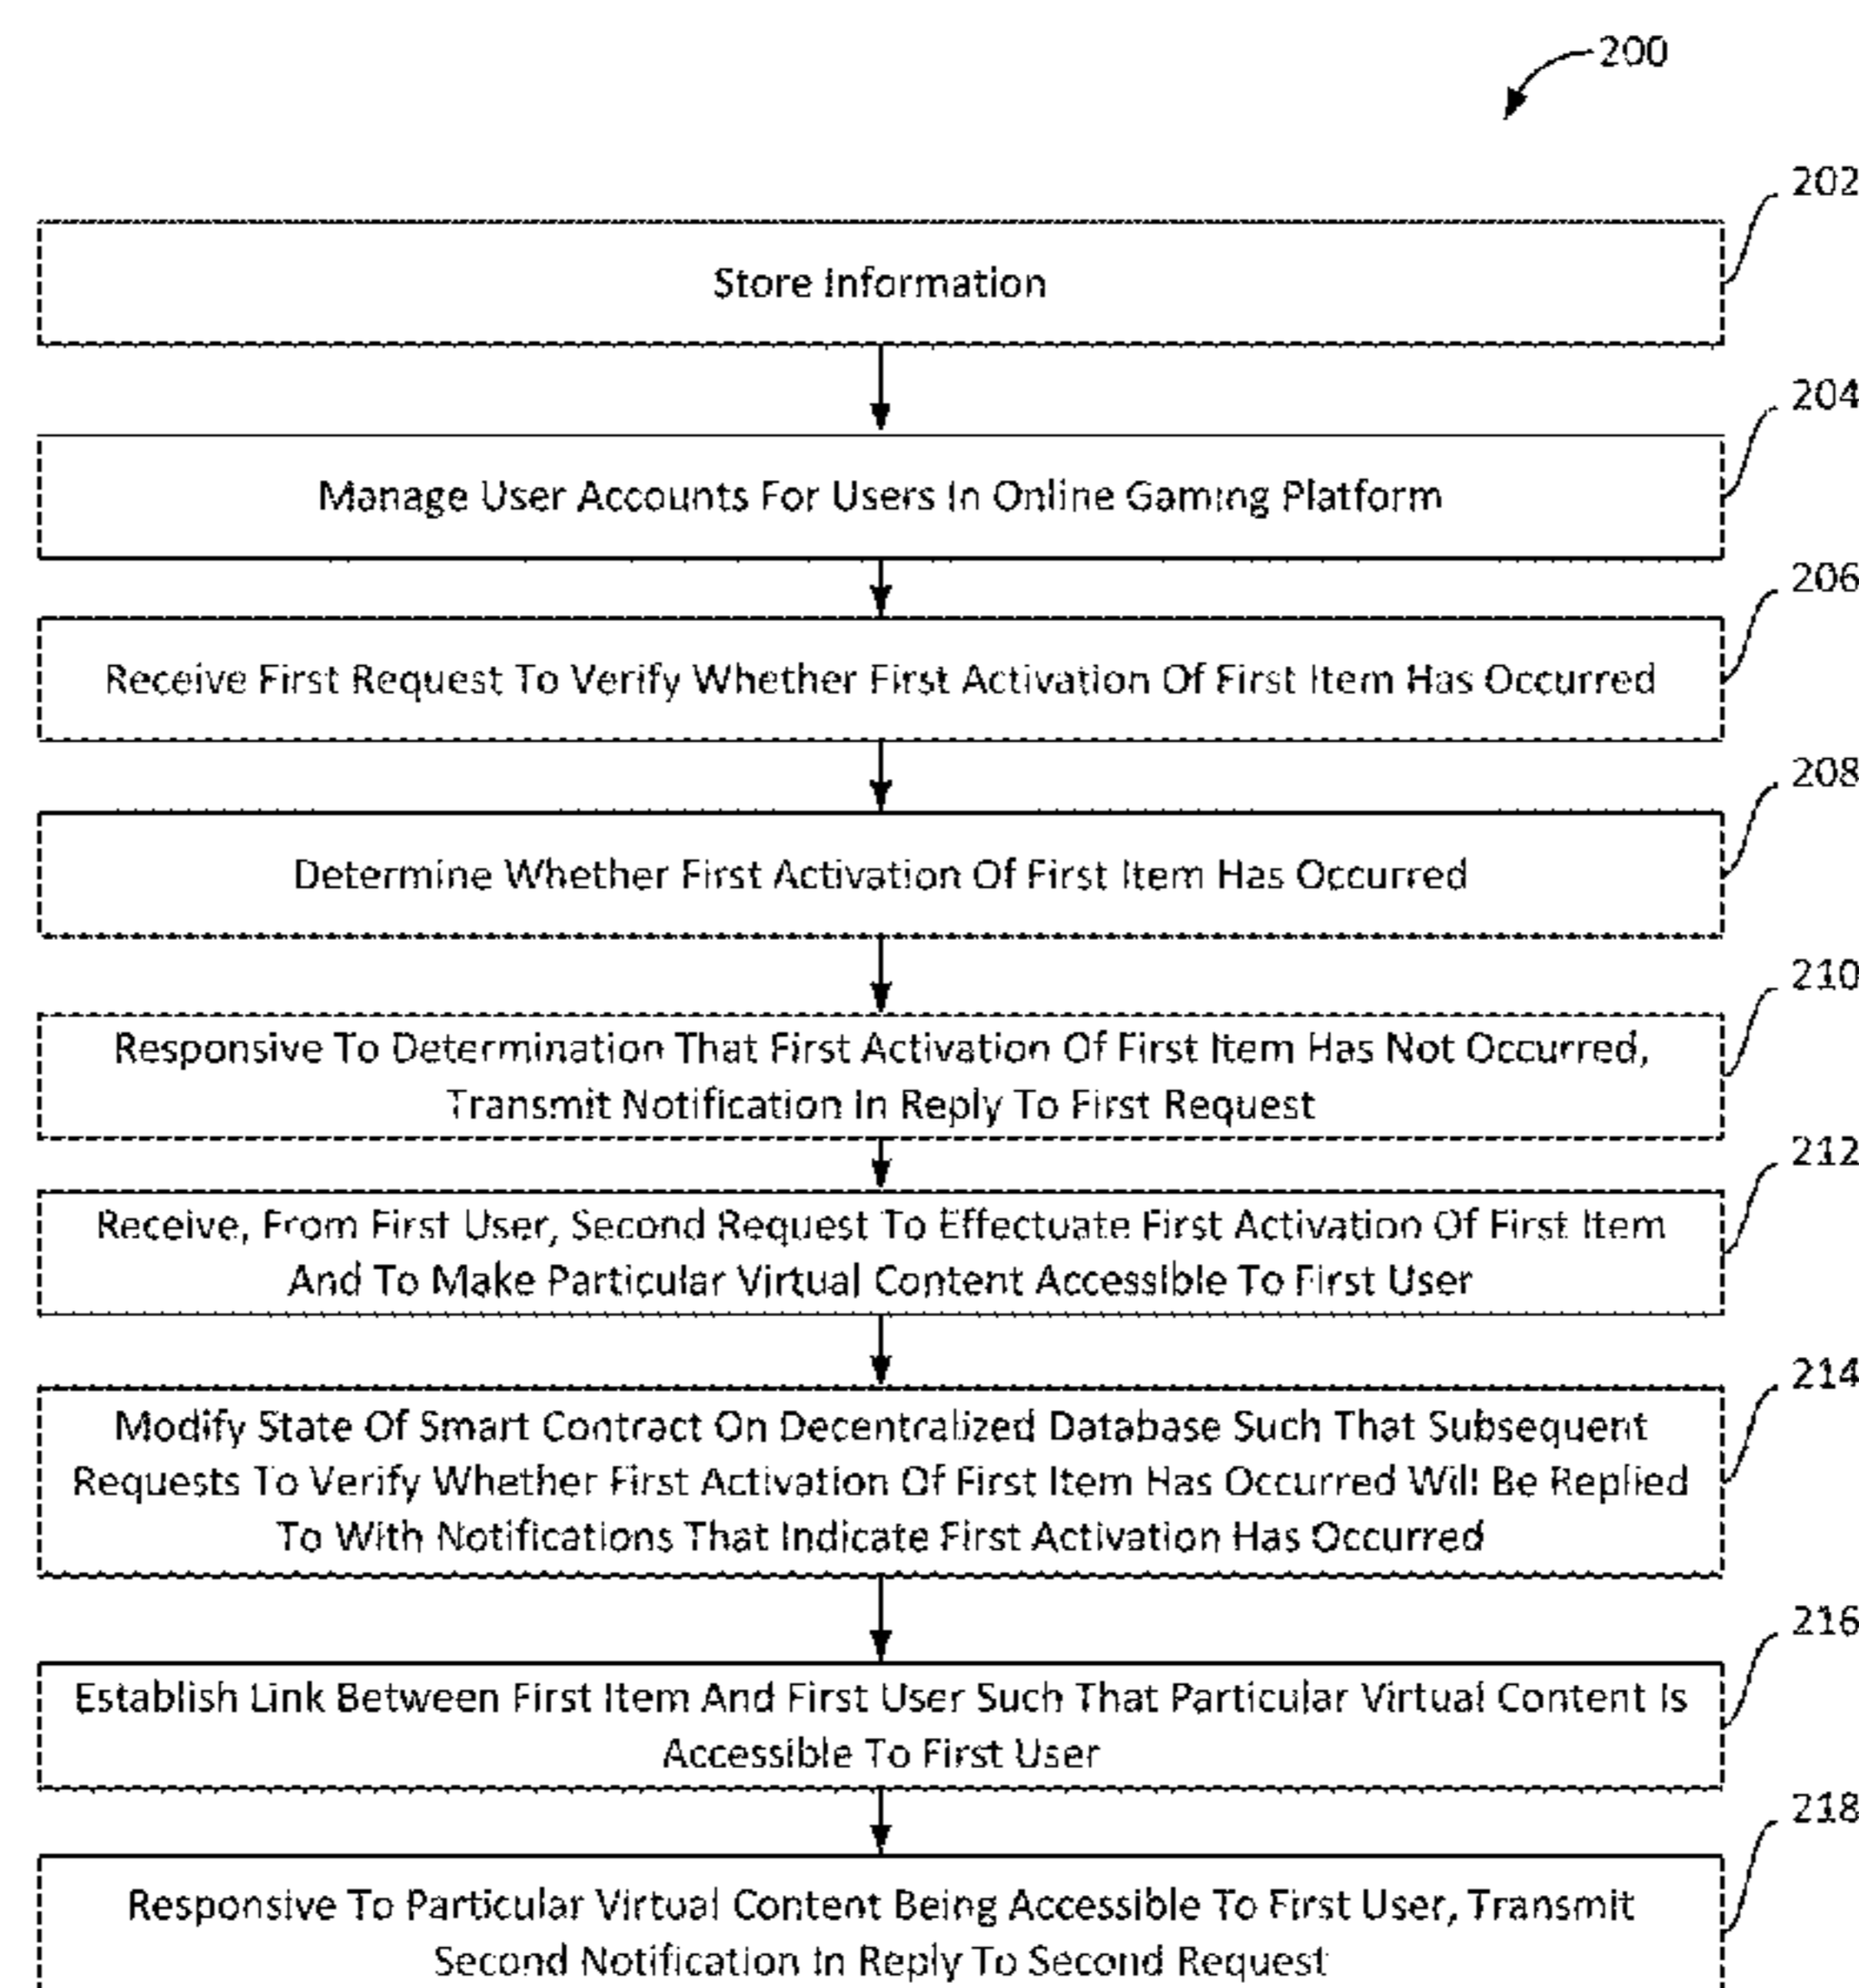 200
202
Store Information
204
Manage User Accounts For Users In Online Gaming Platform
206
Receive First Request To Verify Whether First Activation Of First Item Has Occurred
208
Determine Whether First Activation Of First Item Has Occurred
210
Responsive To Determination That First Activation Of First Item Has Not Occurred,
Transmit Notification In Reply To First Request
212
Receive, From First User, Second Request To Effectuate First Activation Of First Item
And To Make Particular Virtual Content Accessible To First User
214
Modify State Of Smart Contract On Decentralized Database Such That Subsequent
Requests To Verify Whether First Activation Of First Item Has Occurred Will Be Replied
To With Notifications That Indicate First Activation Has Occurred
216
Establish Link Between First Item And First User Such That Particular Virtual Content Is
Accessible To First User
218
Responsive To Particular Virtual Content Being Accessible To First User, Transmit
Second Notification In Reply To Second Request